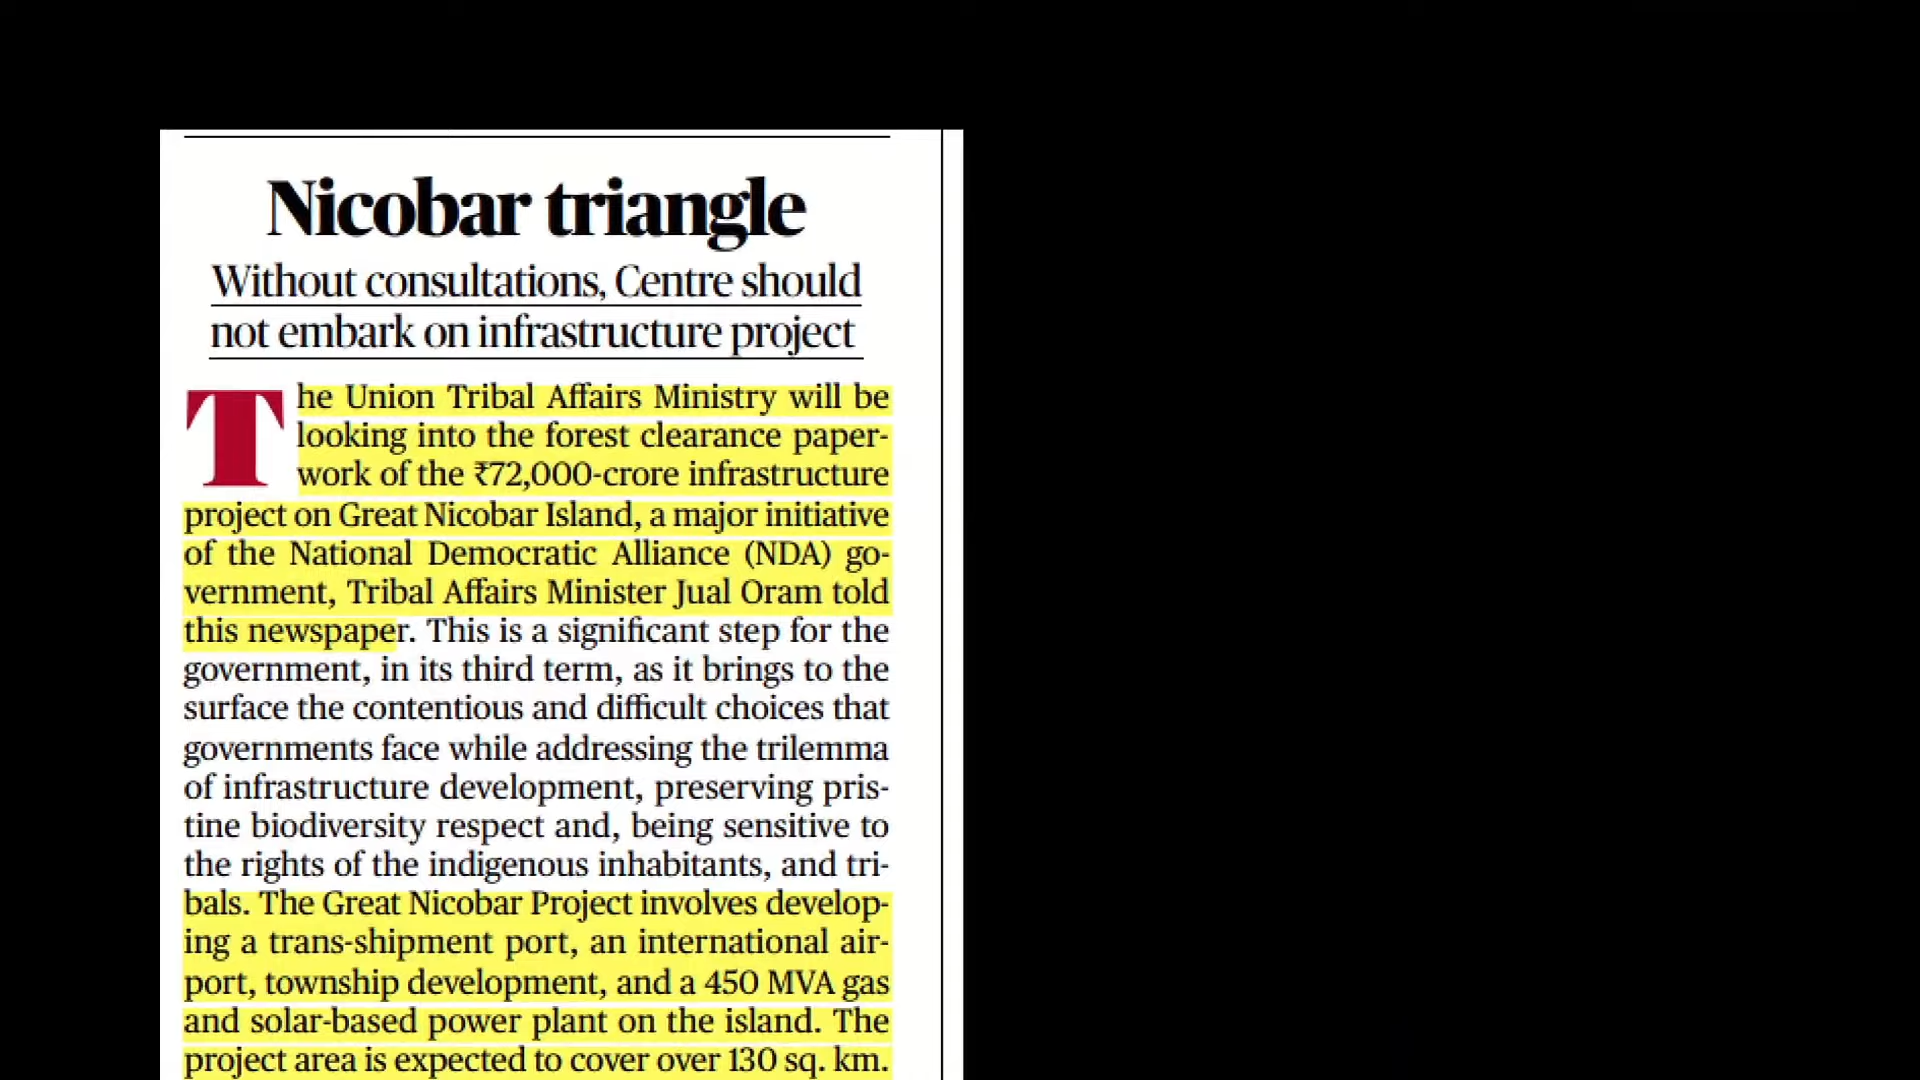 Nicobar triangle
Without consultations, Centre should
not embark on infrastructure project
The Union Tribal Affairs Ministry will be
looking into the forest clearance paper-
work of the ₹72,000-crore infrastructure
project on Great Nicobar Island, a major initiative
of the National Democratic Alliance (NDA) go-
vernment, Tribal Affairs Minister Jual Oram told
this newspaper. This is a significant step for the
government, in its third term, as it brings to the
surface the contentious and difficult choices that
governments face while addressing the trilemma
of infrastructure development, preserving pris-
tine biodiversity respect and, being sensitive to
the rights of the indigenous inhabitants, and tri-
bals. The Great Nicobar Project involves develop-
ing a trans-shipment port, an international air-
port, township development, and a 450 MVA gas
and solar-based power plant on the island. The
project area is expected to cover over 130 sq. km.